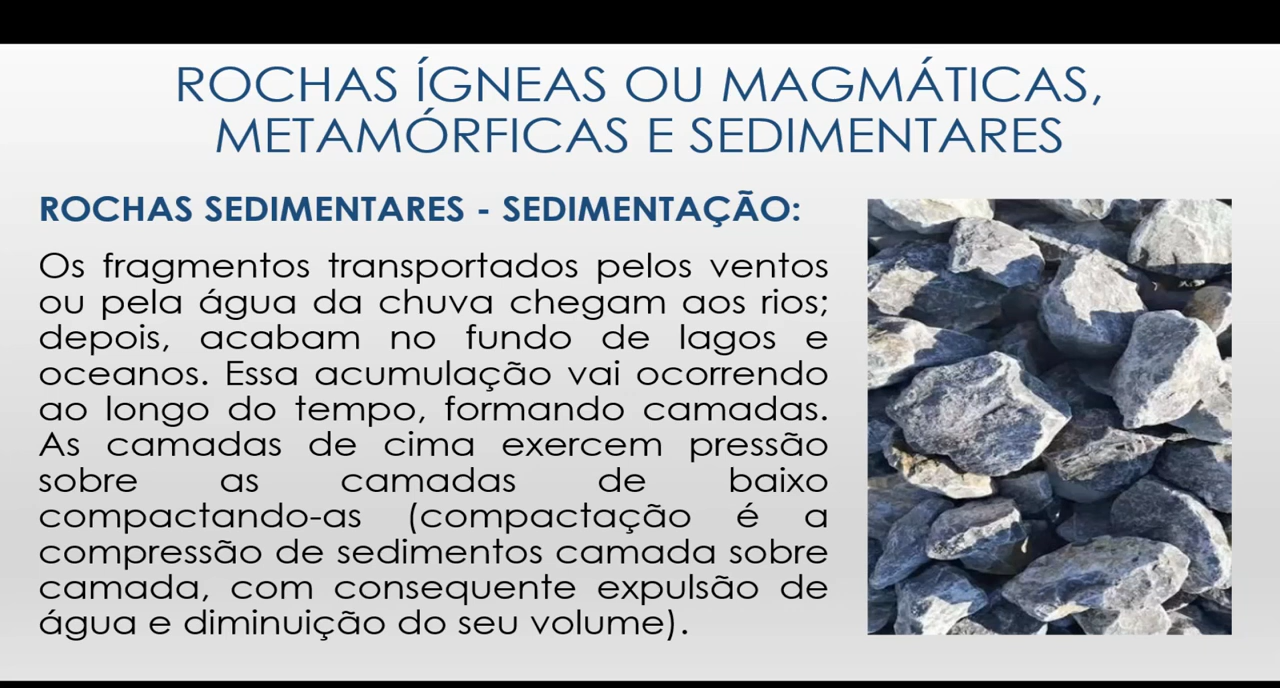 ROCHAS ÍGNEAS OU MAGMÁTICAS,
METAMÓRFICAS E SEDIMENTARES
ROCHAS SEDIMENTARES - SEDIMENTAÇÃO:
Os fragmentos transportados pelos ventos
ou pela água da chuva chegam aos rios;
depois, acabam no fundo de lagos e
oceanos. Essa acumulação vai ocorrendo
ao longo do tempo, formando camadas.
As camadas de cima exercem pressão
sobre as camadas de baixo
compactando-as (compactação é a
compressão de sedimentos camada sobre
camada, com consequente expulsão de
água e diminuição do seu volume).